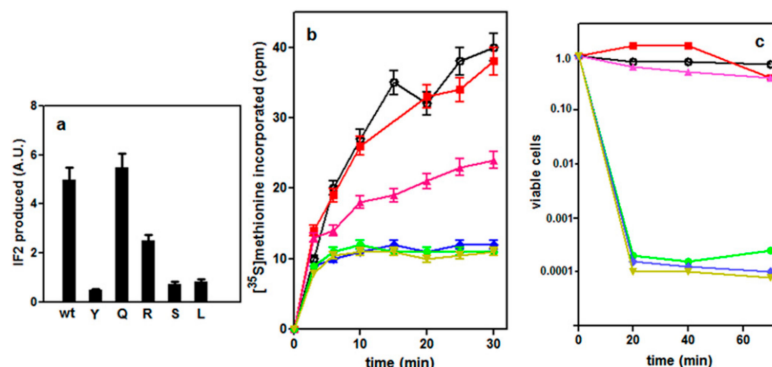 a
IF2 produced (A.U.)
8
6
4
2
0
wt Y Q R S L
b
[35S]methionine incorporated (cpm)
40
30
20
10
0
0 10 20 30
time (min)
c
viable cells
1.0
0.10
0.01
0.001
0.0001
0 20 40 60
time (min)